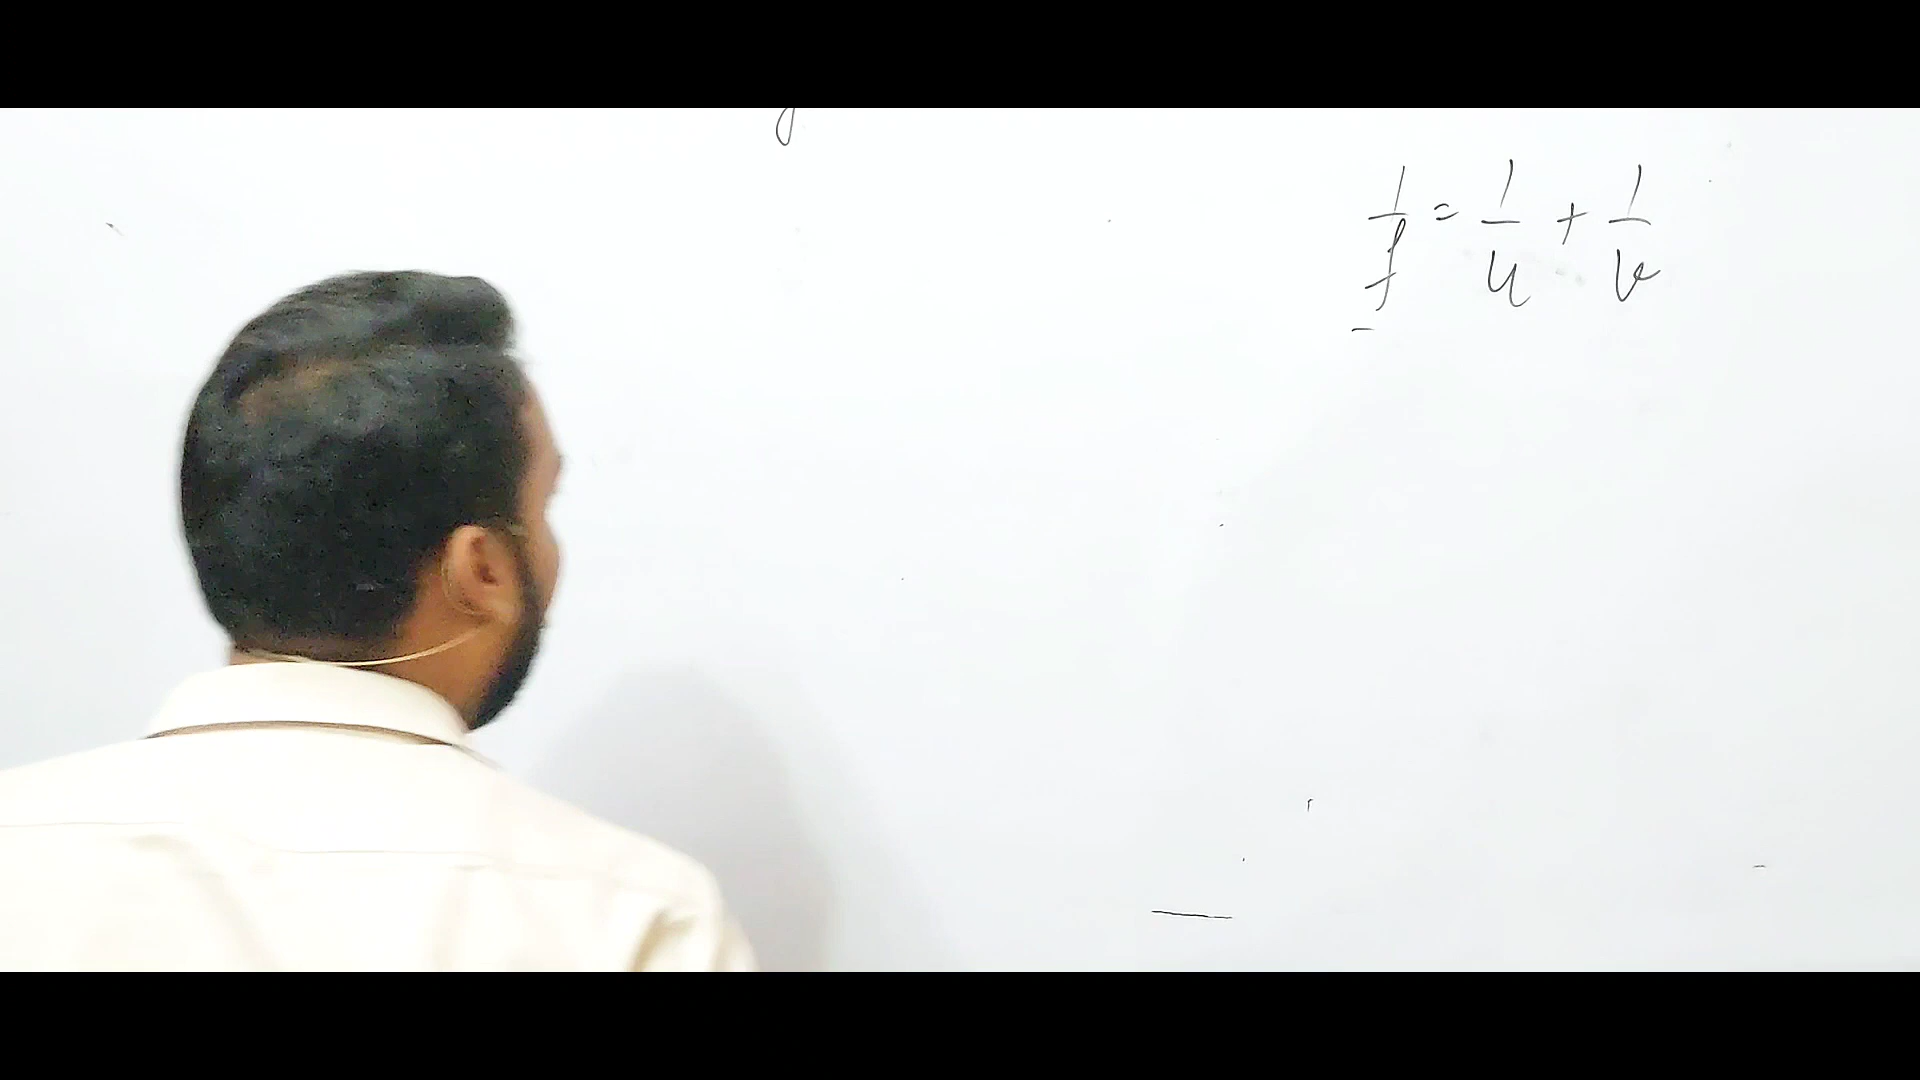 1/f = 1/u + 1/v